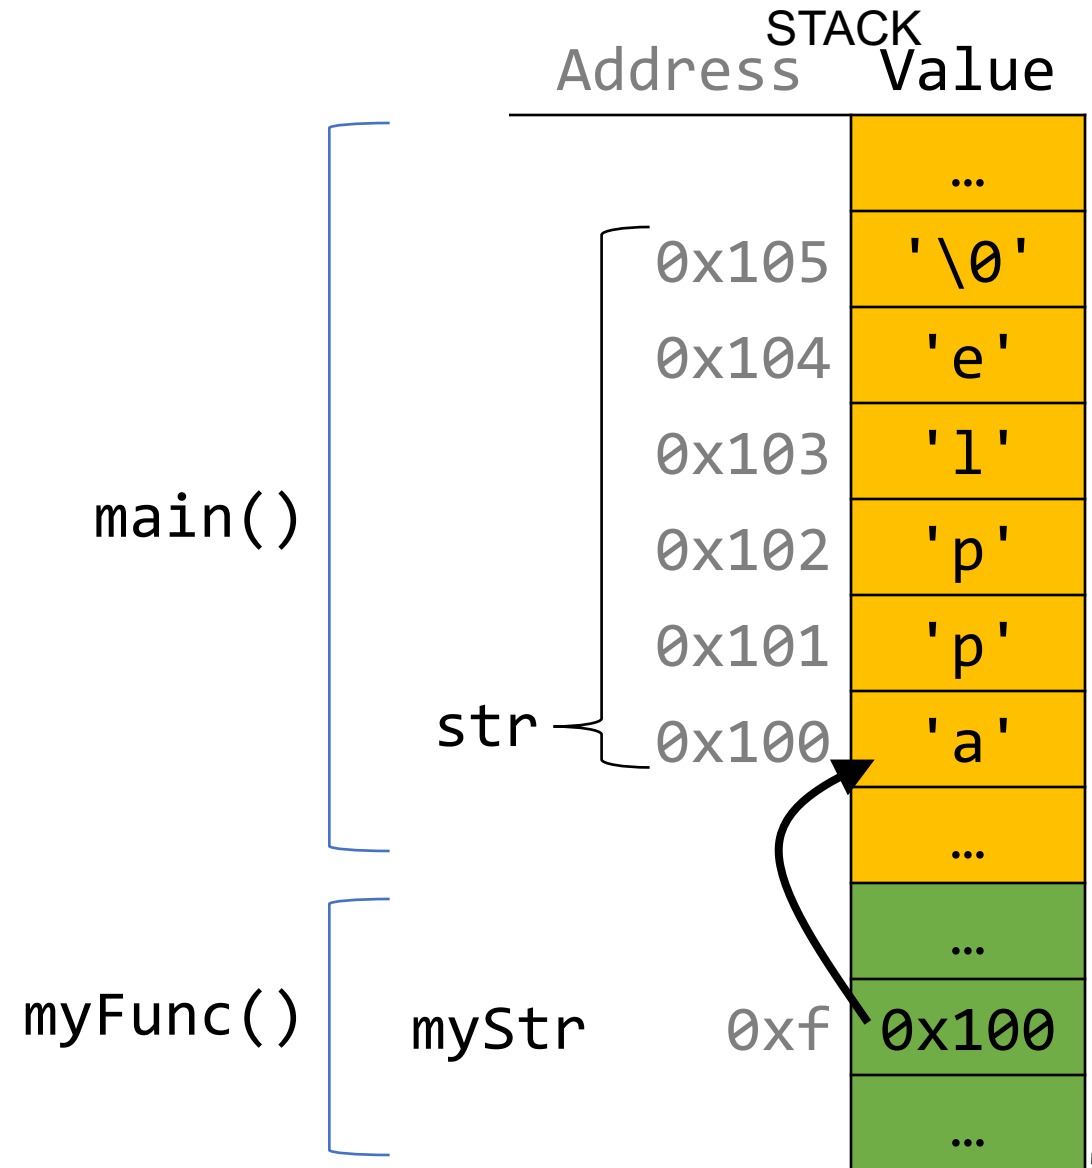 STACK
Address Value
…
0x105 '\0'
0x104 'e'
0x103 'l'
main() 0x102 'p'
0x101 'p'
str 0x100 'a'
…
…
myFunc() myStr 0xf 0x100
…